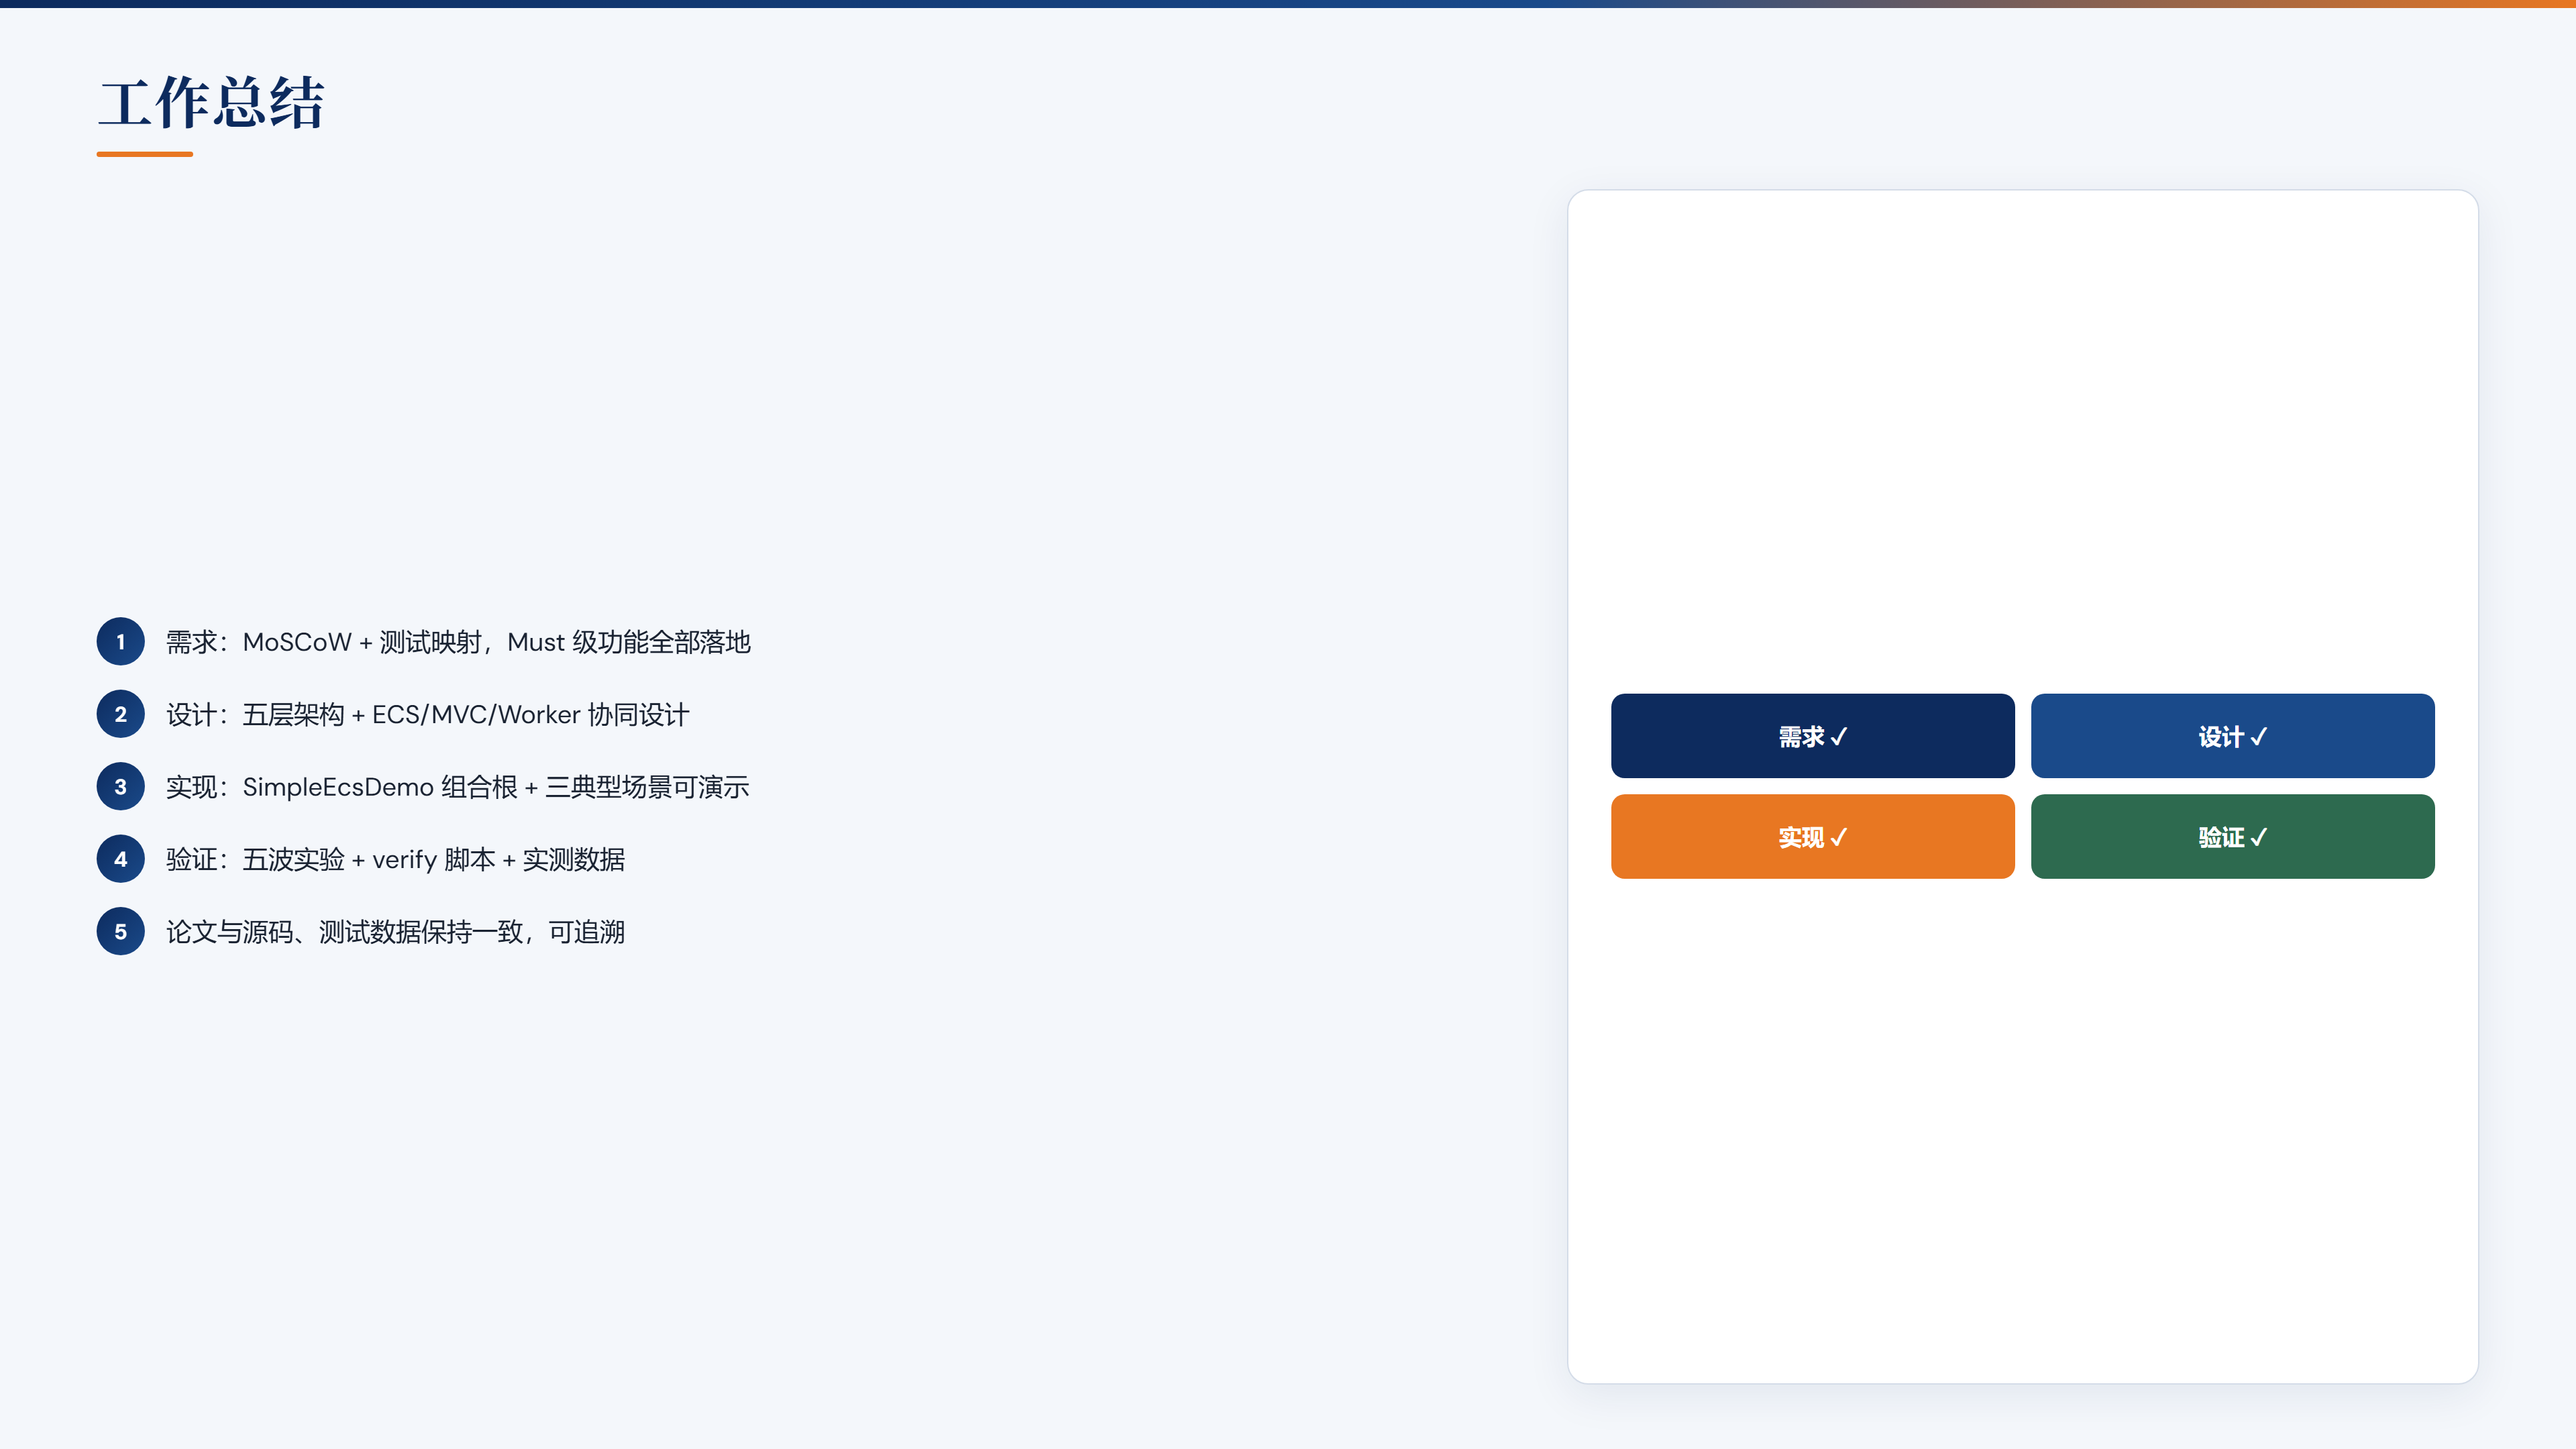 工作总结
1 需求：MoSCoW + 测试映射，Must 级功能全部落地
2 设计：五层架构 + ECS/MVC/Worker 协同设计
3 实现：SimpleEcsDemo 组合根 + 三典型场景可演示
4 验证：五波实验 + verify 脚本 + 实测数据
5 论文与源码、测试数据保持一致，可追溯
需求 ✓
设计 ✓
实现 ✓
验证 ✓